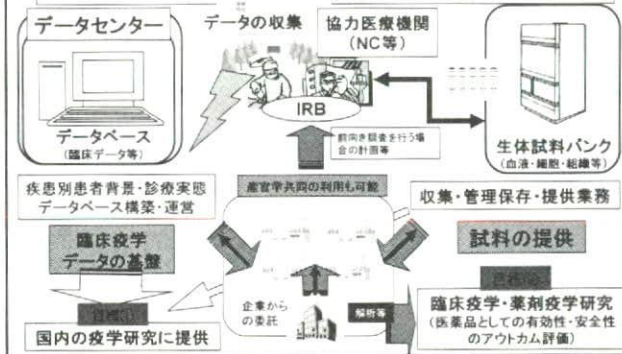 データセンター
データの収集
協力医療機関
(NC等)
IRB
データベース
(臨床データ等)
前向き調査を行う場
合の計画等
生体試料バンク
(血液・細胞・組織等)
疾患別患者背景・診療実態
データベース構築・運営
産官学共同の利用も可能
収集・管理保存・提供業務
臨床疫学
データの基盤
試料の提供
企業から
の委託
解析等
国内の疫学研究に提供
臨床疫学・薬剤疫学研究
(医薬品としての有効性・安全性
のアウトカム評価)